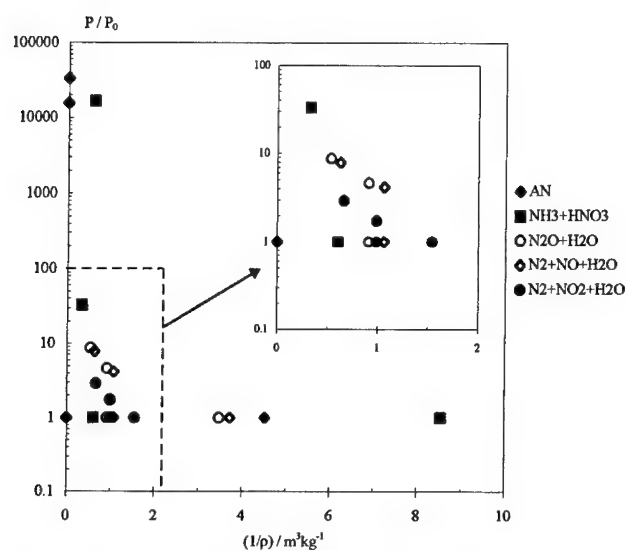 P / P₀
100000
10000
1000
100
10
1
0.1
0 2 4 6 8 10
(1/ρ) / m³kg⁻¹
100
10
1
0.1
0 1 2
AN
NH3+HNO3
N2O+H2O
N2+NO+H2O
N2+NO2+H2O